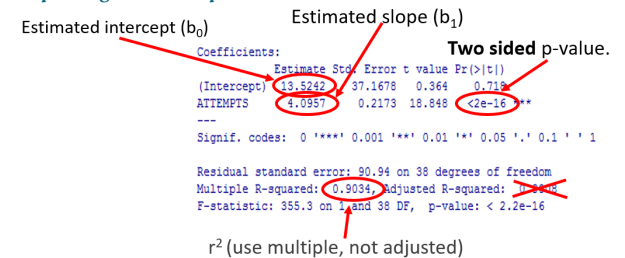 Estimated slope (b1)
Estimated intercept (b0)
Two sided p-value.
Coefficients:
Estimate Std. Error t value Pr(>|t|)
(Intercept) 13.5242 37.1678 0.364 0.718
ATTEMPTS 4.0957 0.2173 18.848 <2e-16 ***
---
Signif. codes: 0 '***' 0.001 '**' 0.01 '*' 0.05 '.' 0.1 ' ' 1
Residual standard error: 90.94 on 38 degrees of freedom
Multiple R-squared: 0.9034, Adjusted R-squared:
F-statistic: 355.3 on 1 and 38 DF, p-value: < 2.2e-16
r2 (use multiple, not adjusted)